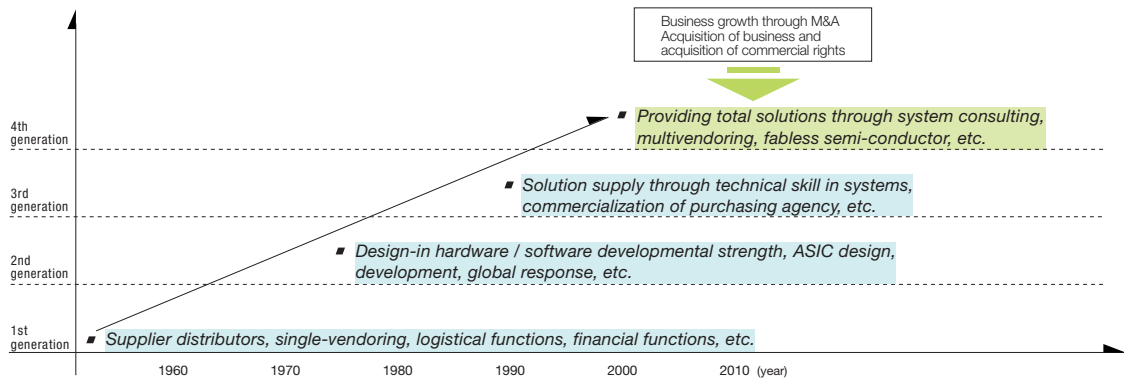 Business growth through M&A
Acquisition of business and
acquisition of commercial rights
4th
generation
Providing total solutions through system consulting,
multivendoring, fabless semi-conductor, etc.
3rd
generation
Solution supply through technical skill in systems,
commercialization of purchasing agency, etc.
2nd
generation
Design-in hardware / software developmental strength, ASIC design,
development, global response, etc.
1st
generation
Supplier distributors, single-vendoring, logistical functions, financial functions, etc.
1960 1970 1980 1990 2000 2010 (year)